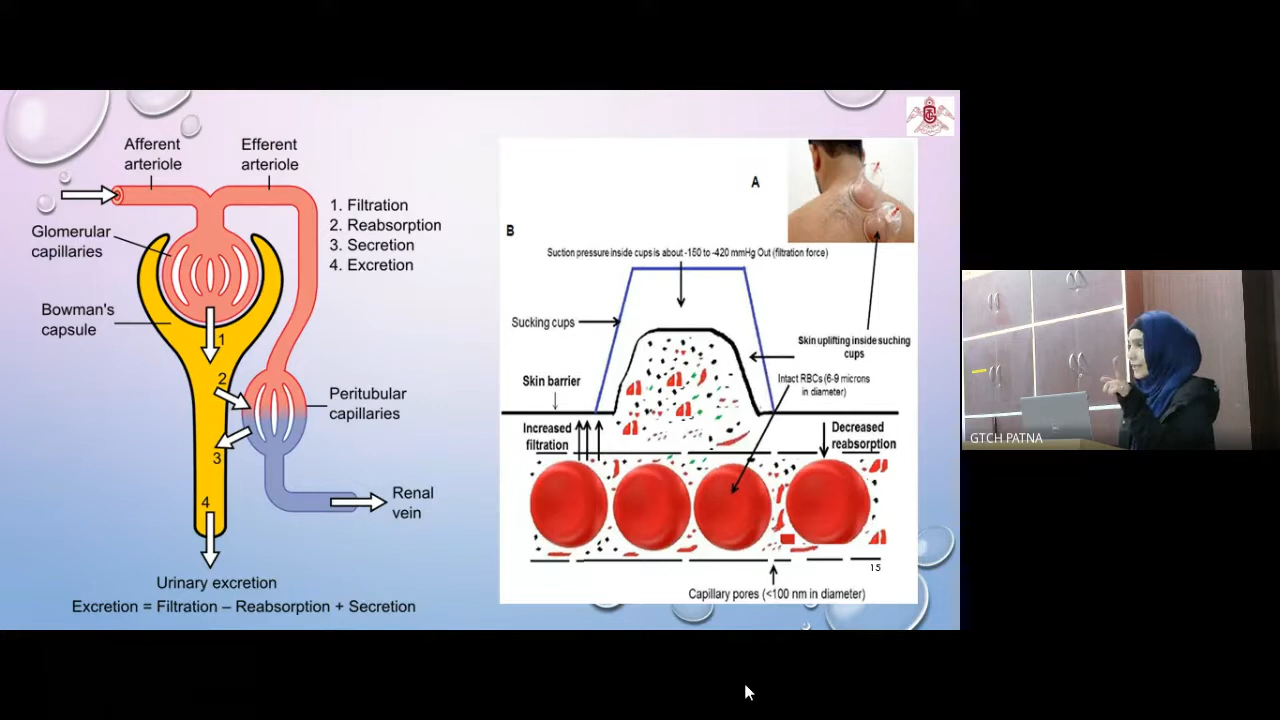 Afferent
arteriole
Efferent
arteriole
1. Filtration
2. Reabsorption
3. Secretion
4. Excretion
Glomerular
capillaries
Bowman's
capsule
1
2
3
4
Peritubular
capillaries
Renal
vein
Urinary excretion
Excretion = Filtration – Reabsorption + Secretion
A
B
Suction pressure inside cups is about -150 to -420 mmHg Out (filtration force)
Sucking cups
Skin uplifting inside suching
cups
Skin barrier
Intact RBCs (6-9 microns
in diameter)
Increased
filtration
Decreased
reabsorption
15
Capillary pores (<100 nm in diameter)
GTCH PATNA